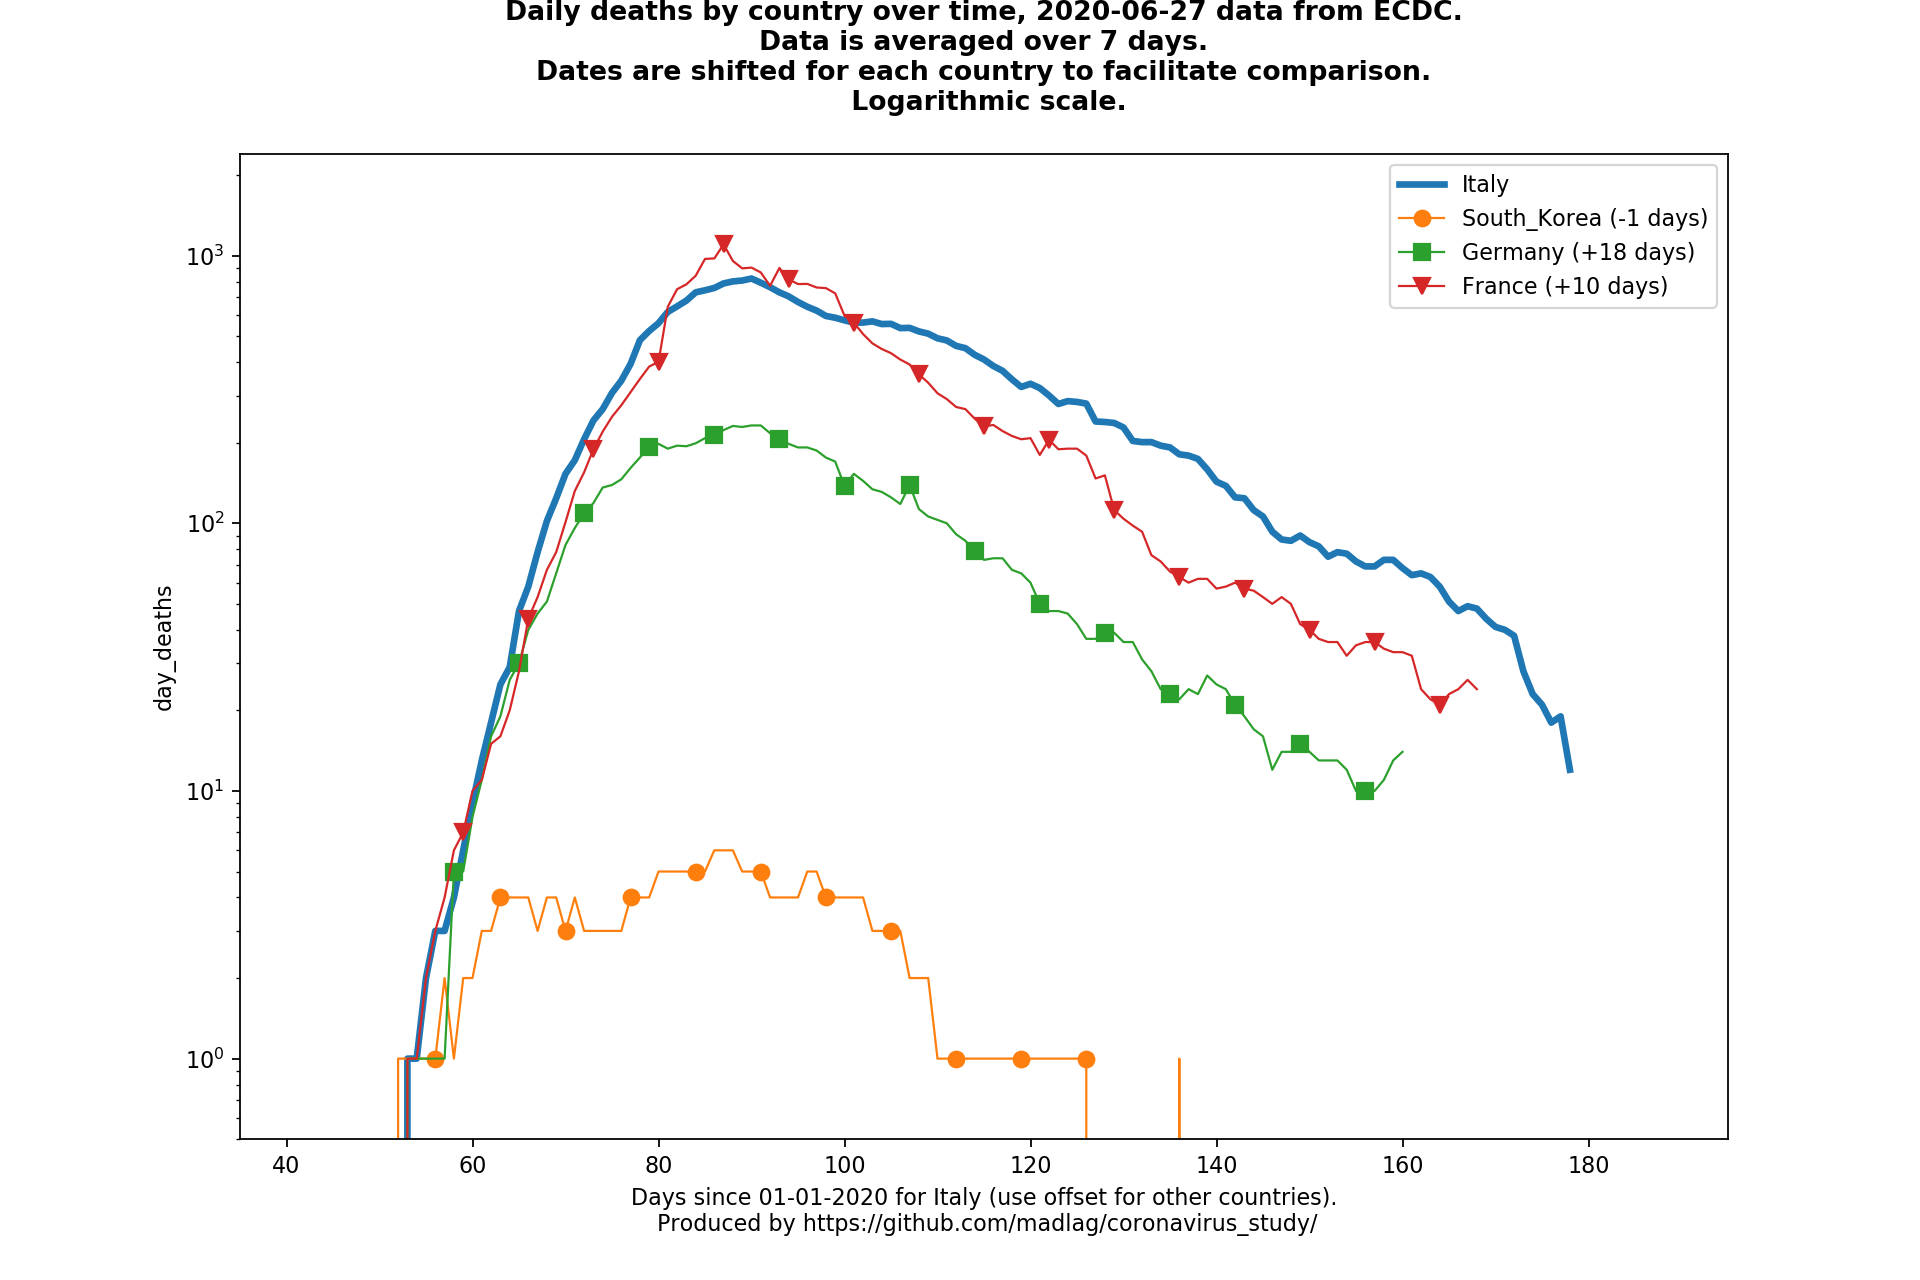 Daily deaths by country over time, 2020-06-27 data from ECDC.
Data is averaged over 7 days.
Dates are shifted for each country to facilitate comparison.
Logarithmic scale.
Italy
South_Korea (-1 days)
Germany (+18 days)
France (+10 days)
10³
10²
10¹
10⁰
day_deaths
40 60 80 100 120 140 160 180
Days since 01-01-2020 for Italy (use offset for other countries).
Produced by https://github.com/madlag/coronavirus_study/